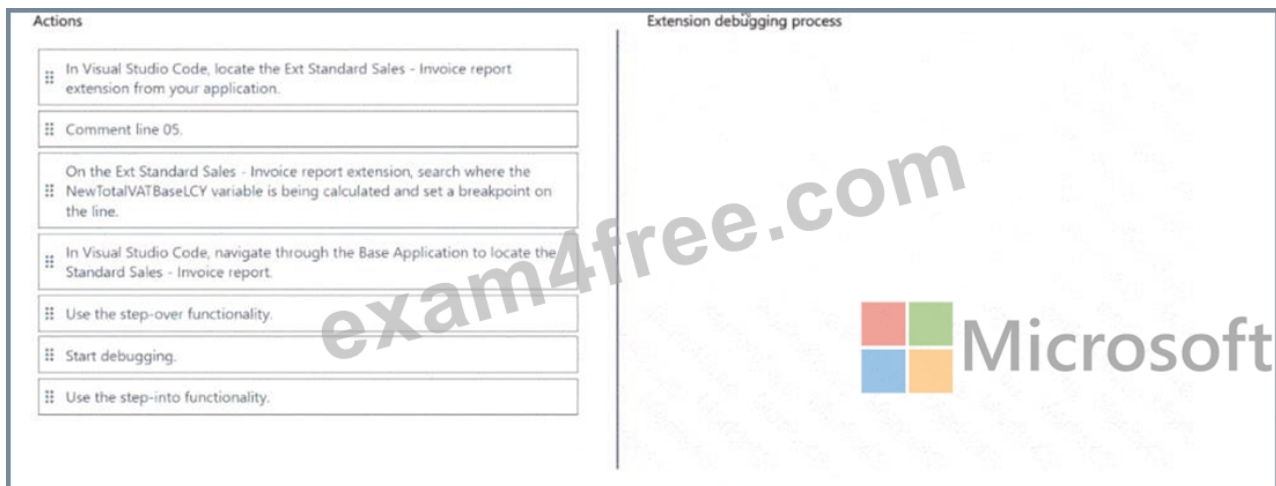 Actions
Extension debugging process
In Visual Studio Code, locate the Ext Standard Sales - Invoice report
extension from your application.
Comment line 05.
On the Ext Standard Sales - Invoice report extension, search where the
NewTotalVATBaseLCY variable is being calculated and set a breakpoint on
the line.
In Visual Studio Code, navigate through the Base Application to locate the
Standard Sales - Invoice report.
Use the step-over functionality.
Start debugging.
Use the step-into functionality.
exam4free.com
Microsoft